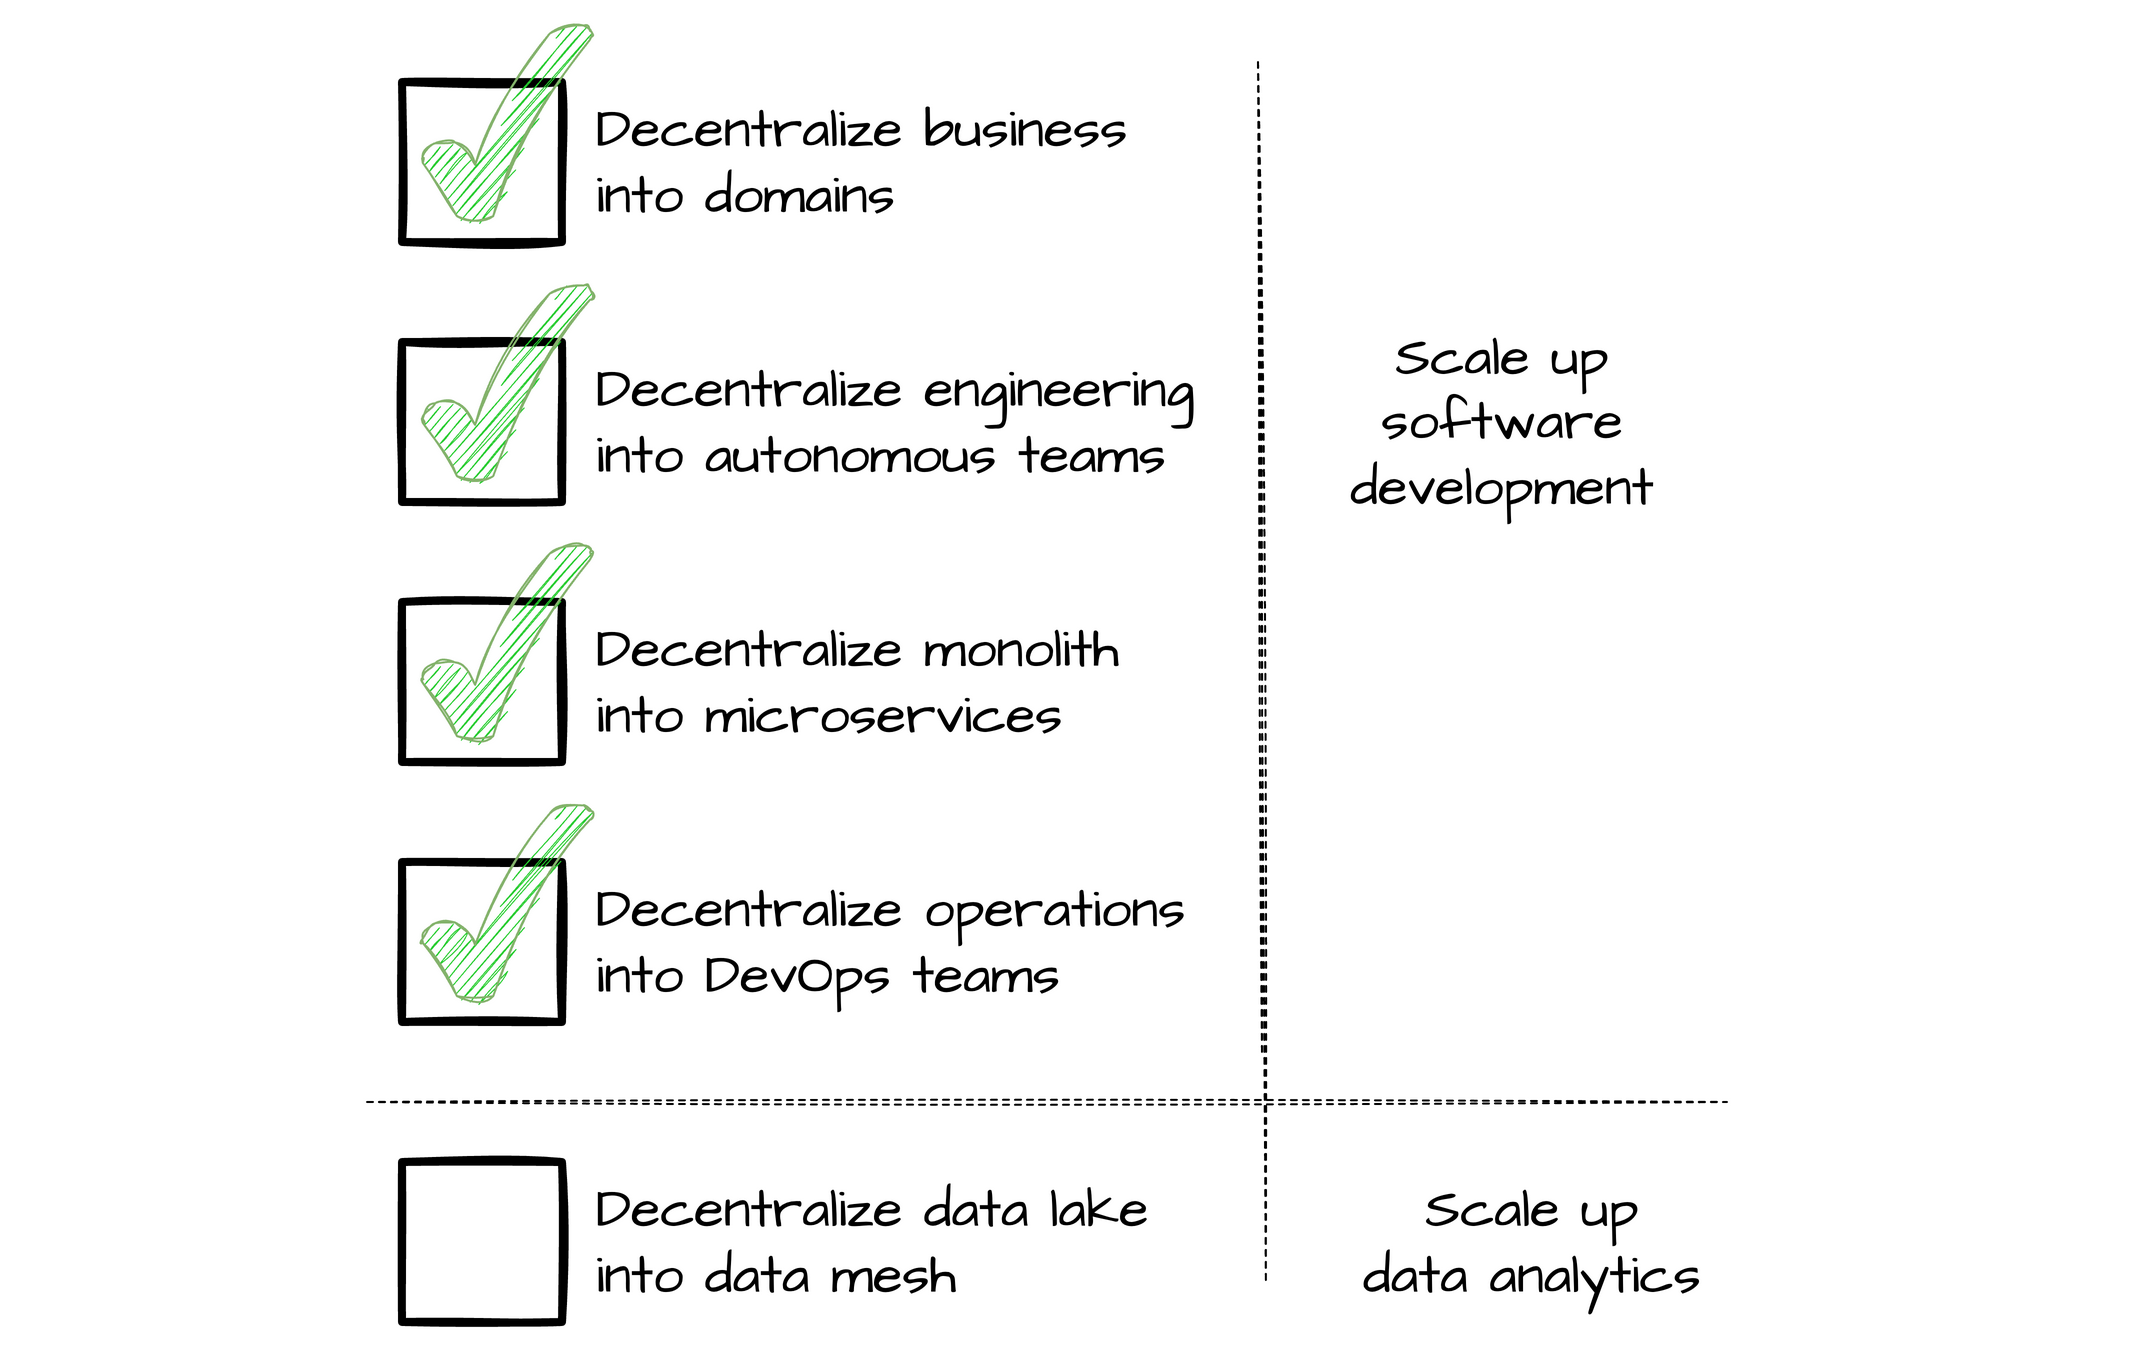 Decentralize business
into domains
Decentralize engineering
into autonomous teams
Scale up
software
development
Decentralize monolith
into microservices
Decentralize operations
into DevOps teams
Decentralize data lake
into data mesh
Scale up
data analytics